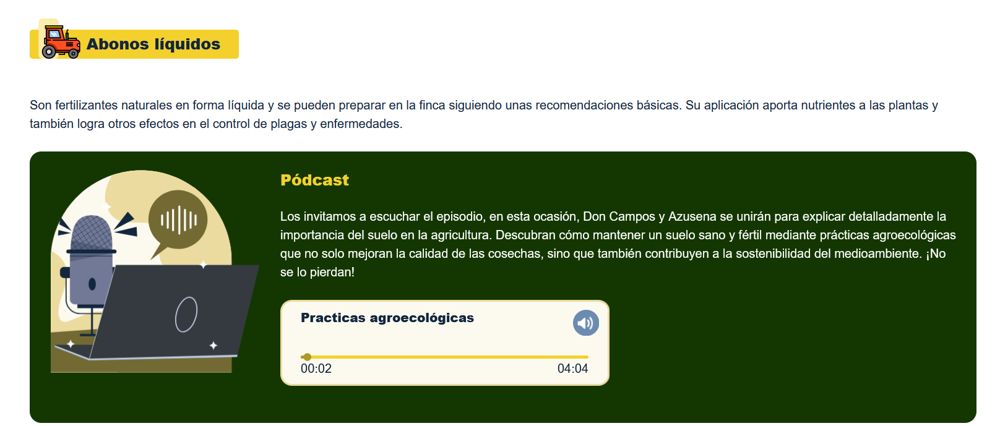 Abonos líquidos
Son fertilizantes naturales en forma líquida y se pueden preparar en la finca siguiendo unas recomendaciones básicas. Su aplicación aporta nutrientes a las plantas y
también logra otros efectos en el control de plagas y enfermedades.
Pódcast
Los invitamos a escuchar el episodio, en esta ocasión, Don Campos y Azusena se unirán para explicar detalladamente la
importancia del suelo en la agricultura. Descubran cómo mantener un suelo sano y fértil mediante prácticas agroecológicas
que no solo mejoran la calidad de las cosechas, sino que también contribuyen a la sostenibilidad del medioambiente. ¡No
se lo pierdan!
Practicas agroecológicas
00:02 04:04